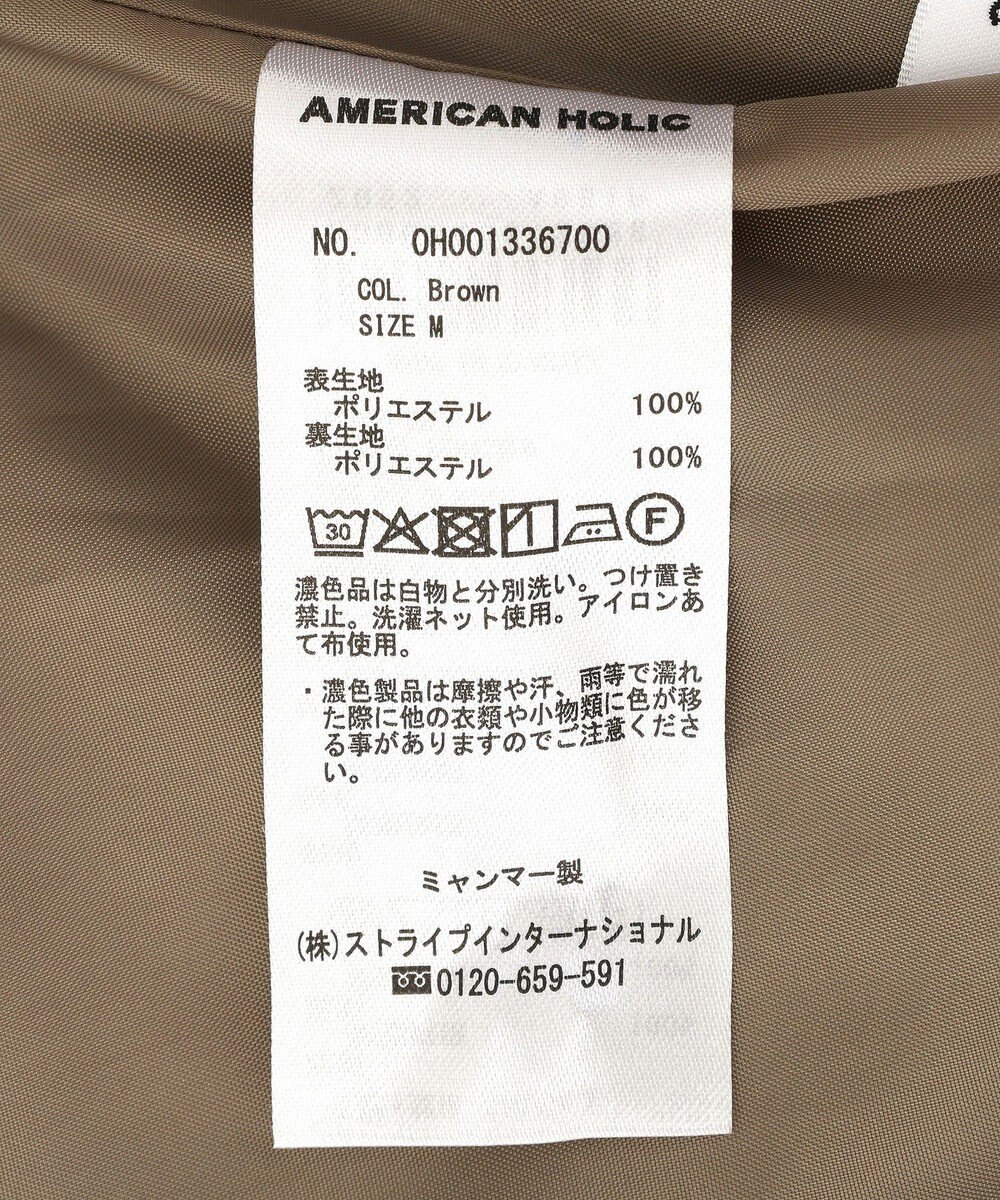 AMERICAN HOLIC
NO. 0H001336700
COL. Brown
SIZE M
表生地
ポリエステル 100%
裏生地
ポリエステル 100%
30 F
濃色品は白物と分別洗い。つけ置き
禁止。洗濯ネット使用。アイロンあ
て布使用。
・濃色製品は摩擦や汗、雨等で濡れ
た際に他の衣類や小物類に色が移
る事がありますのでご注意くださ
い。
ミャンマー製
(株)ストライプインターナショナル
0120-659-591